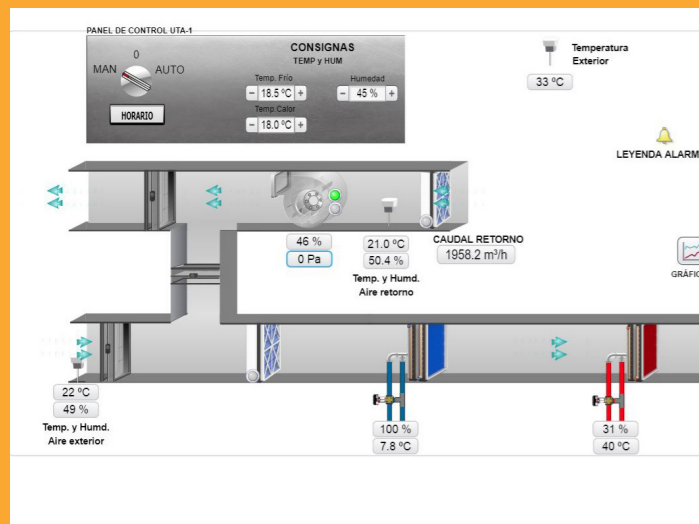 PANEL DE CONTROL UTA-1
0
MAN
AUTO
HORARIO
CONSIGNAS
TEMP y HUM
Temp. Frío
Humedad
- 18.5 ºC +
- 45 % +
Temp.Calor
- 18.0 ºC +
Temperatura
Exterior
33 ºC
LEYENDA ALARM
46 %
0 Pa
21.0 ºC
50.4 %
Temp. y Humd.
Aire retorno
CAUDAL RETORNO
1958.2 m³/h
GRÁFIC
22 ºC
49 %
Temp. y Humd.
Aire exterior
100 %
7.8 ºC
31 %
40 ºC